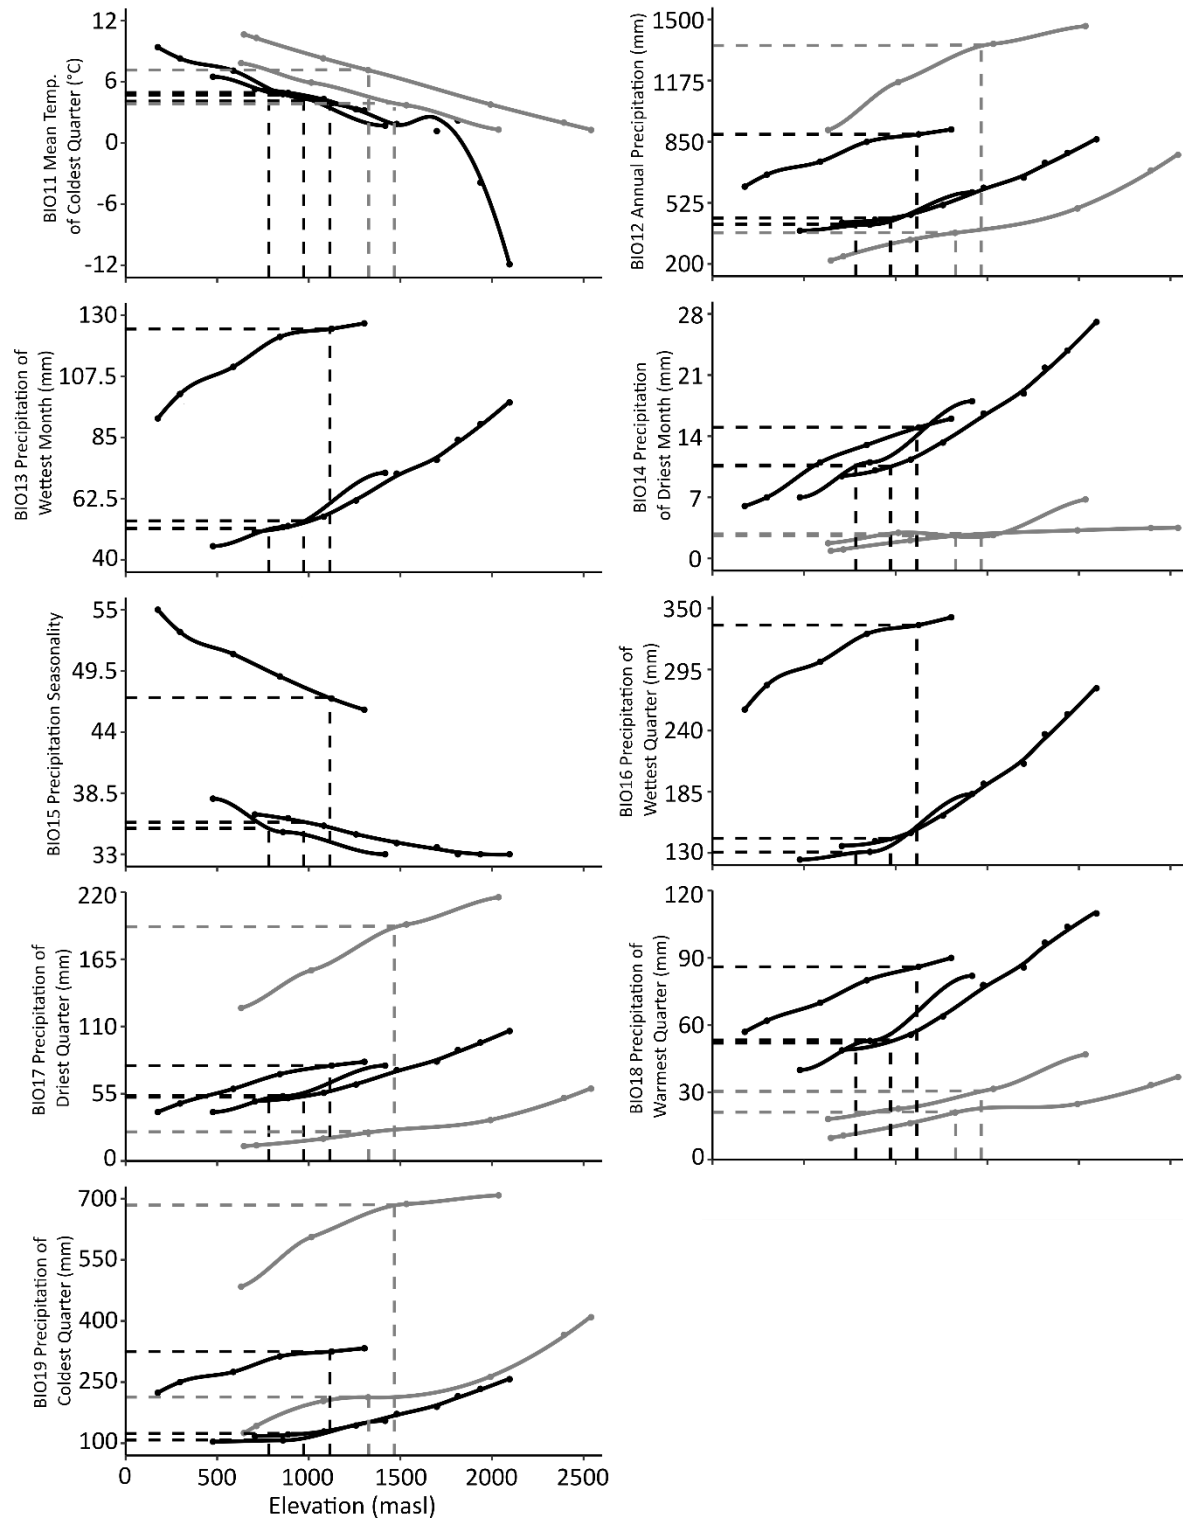 BIO11 Mean Temp.
of Coldest Quarter (°C)
12
6
0
-6
-12
BIO12 Annual Precipitation (mm)
1500
1175
850
525
200
BIO13 Precipitation of
Wettest Month (mm)
130
107.5
85
62.5
40
BIO14 Precipitation
of Driest Month (mm)
28
21
14
7
0
BIO15 Precipitation Seasonality
55
49.5
44
38.5
33
BIO16 Precipitation of
Wettest Quarter (mm)
350
295
240
185
130
BIO17 Precipitation of
Driest Quarter (mm)
220
165
110
55
0
BIO18 Precipitation of
Warmest Quarter (mm)
120
90
60
30
0
BIO19 Precipitation of
Coldest Quarter (mm)
700
550
400
250
100
0 500 1000 1500 2000 2500
Elevation (masl)